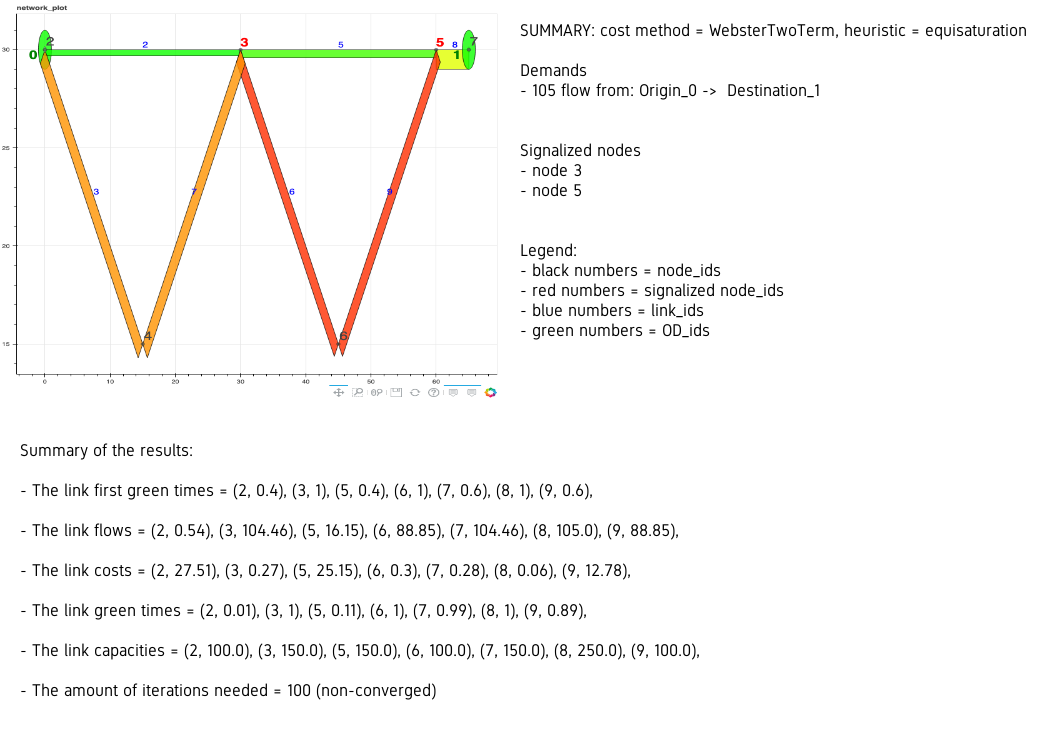 network_plot
SUMMARY: cost method = WebsterTwoTerm, heuristic = equisaturation
Demands
- 105 flow from: Origin_0 -> Destination_1
Signalized nodes
- node 3
- node 5
Legend:
- black numbers = node_ids
- red numbers = signalized node_ids
- blue numbers = link_ids
- green numbers = OD_ids
30
25
20
15
0 10 20 30 40 50 60
0 2 2 3 5 5 8 1 7
3 7 6 9
4 6
Summary of the results:
- The link first green times = (2, 0.4), (3, 1), (5, 0.4), (6, 1), (7, 0.6), (8, 1), (9, 0.6),
- The link flows = (2, 0.54), (3, 104.46), (5, 16.15), (6, 88.85), (7, 104.46), (8, 105.0), (9, 88.85),
- The link costs = (2, 27.51), (3, 0.27), (5, 25.15), (6, 0.3), (7, 0.28), (8, 0.06), (9, 12.78),
- The link green times = (2, 0.01), (3, 1), (5, 0.11), (6, 1), (7, 0.99), (8, 1), (9, 0.89),
- The link capacities = (2, 100.0), (3, 150.0), (5, 150.0), (6, 100.0), (7, 150.0), (8, 250.0), (9, 100.0),
- The amount of iterations needed = 100 (non-converged)